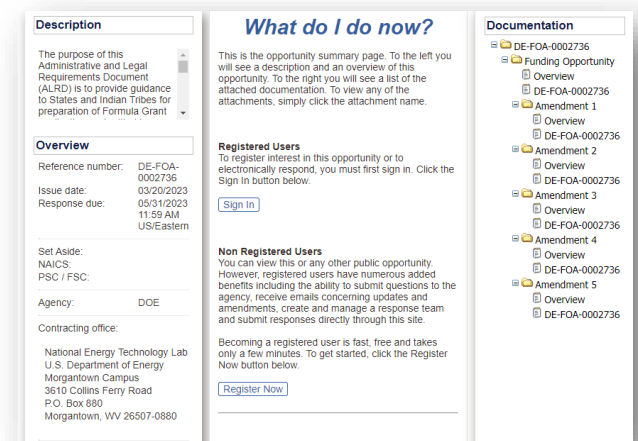 Description
The purpose of this
Administrative and Legal
Requirements Document
(ALRD) is to provide guidance
to States and Indian Tribes for
preparation of Formula Grant
Overview
Reference number: DE-FOA-
0002736
Issue date: 03/20/2023
Response due: 05/31/2023
11:59 AM
US/Eastern
Set Aside:
NAICS:
PSC / FSC:
Agency: DOE
Contracting office:
National Energy Technology Lab
U.S. Department of Energy
Morgantown Campus
3610 Collins Ferry Road
P.O. Box 880
Morgantown, WV 26507-0880
What do I do now?
This is the opportunity summary page. To the left you
will see a description and an overview of this
opportunity. To the right you will see a list of the
attached documentation. To view any of the
attachments, simply click the attachment name.
Registered Users
To register interest in this opportunity or to
electronically respond, you must first sign in. Click the
Sign In button below.
Sign In
Non Registered Users
You can view this or any other public opportunity.
However, registered users have numerous added
benefits including the ability to submit questions to the
agency, receive emails concerning updates and
amendments, create and manage a response team
and submit responses directly through this site.
Becoming a registered user is fast, free and takes
only a few minutes. To get started, click the Register
Now button below.
Register Now
Documentation
DE-FOA-0002736
Funding Opportunity
Overview
DE-FOA-0002736
Amendment 1
Overview
DE-FOA-0002736
Amendment 2
Overview
DE-FOA-0002736
Amendment 3
Overview
DE-FOA-0002736
Amendment 4
Overview
DE-FOA-0002736
Amendment 5
Overview
DE-FOA-0002736